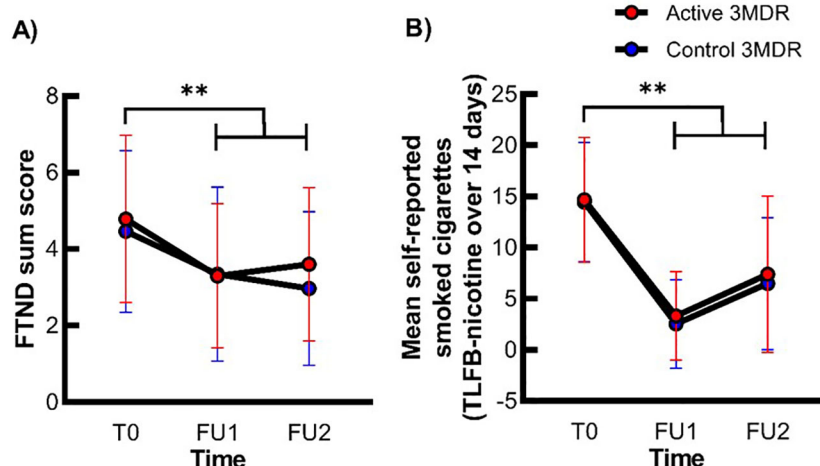 A)
B)
Active 3MDR
Control 3MDR
FTND sum score
8
6
4
2
0
**
T0
FU1
FU2
Time
Mean self-reported
smoked cigarettes
(TLFB-nicotine over 14 days)
25
20
15
10
5
0
-5
**
T0
FU1
FU2
Time